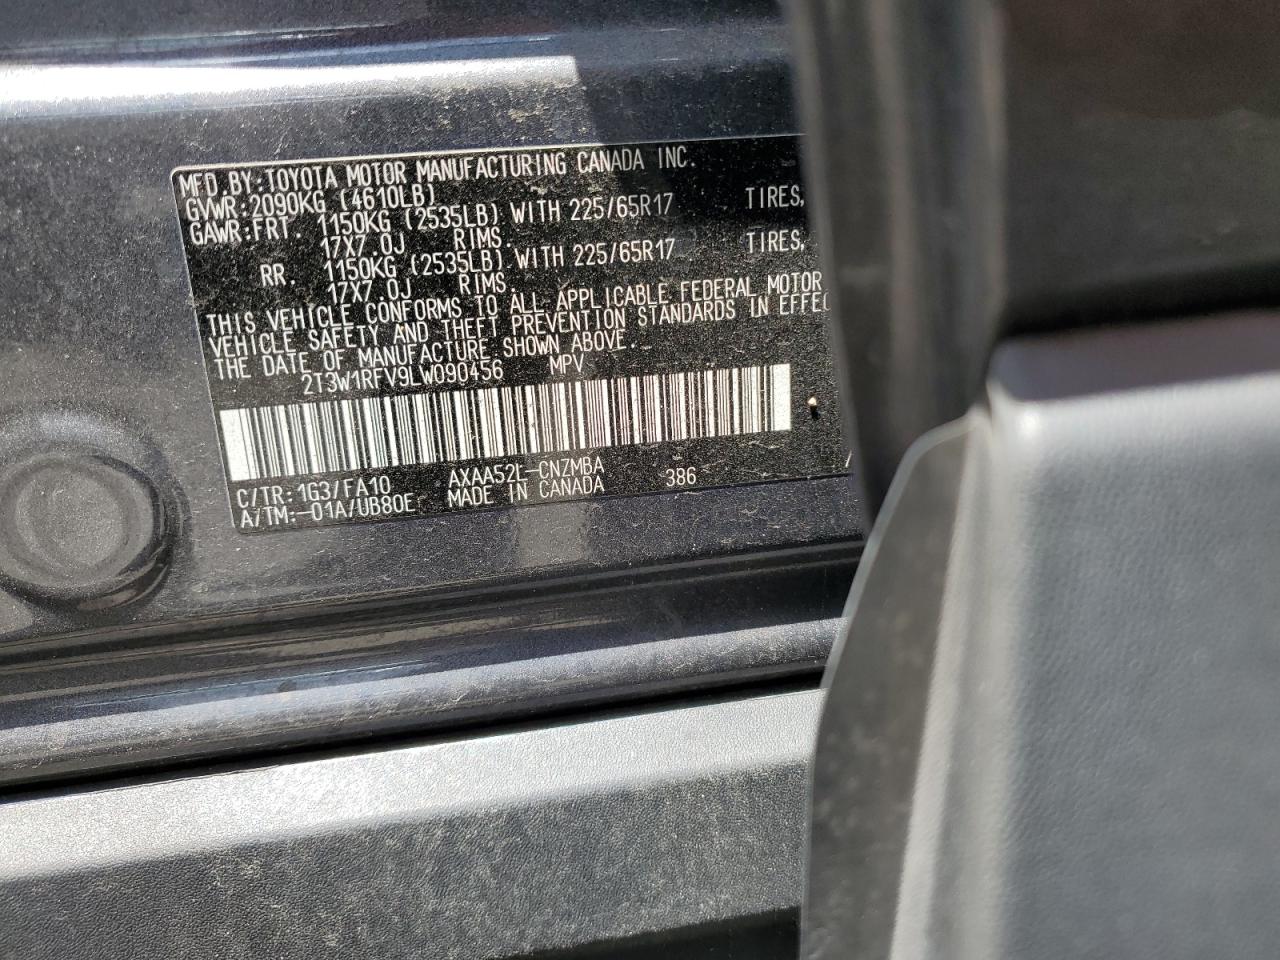 MFD.BY:TOYOTA MOTOR MANUFACTURING CANADA INC.
GVWR:2090KG (4610LB)
GAWR:FRT. 1150KG (2535LB) WITH 225/65R17 TIRES,
17X7.0J RIMS.
RR. 1150KG (2535LB) WITH 225/65R17 TIRES,
17X7.0J RIMS.
THIS VEHICLE CONFORMS TO ALL APPLICABLE FEDERAL MOTOR
VEHICLE SAFETY AND THEFT PREVENTION STANDARDS IN EFFEC
THE DATE OF MANUFACTURE SHOWN ABOVE.
2T3W1RFV9LW090456 MPV
C/TR:1G3/FA10 AXAA52L-CNZMBA 386
A/TM:-01A/UB80E MADE IN CANADA